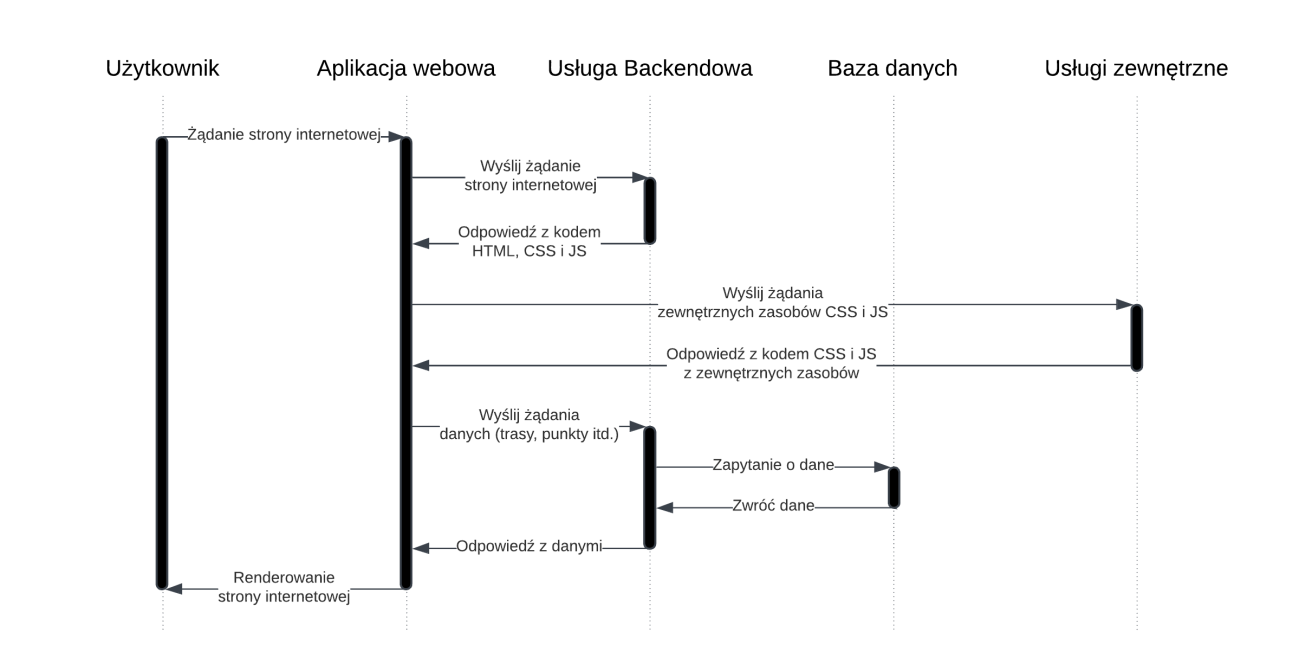 Użytkownik
Aplikacja webowa
Usługa Backendowa
Baza danych
Usługi zewnętrzne
Żądanie strony internetowej
Wyślij żądanie
strony internetowej
Odpowiedź z kodem
HTML, CSS i JS
Wyślij żądania
zewnętrznych zasobów CSS i JS
Odpowiedź z kodem CSS i JS
z zewnętrznych zasobów
Wyślij żądania
danych (trasy, punkty itd.)
Zapytanie o dane
Zwróć dane
Odpowiedź z danymi
Renderowanie
strony internetowej